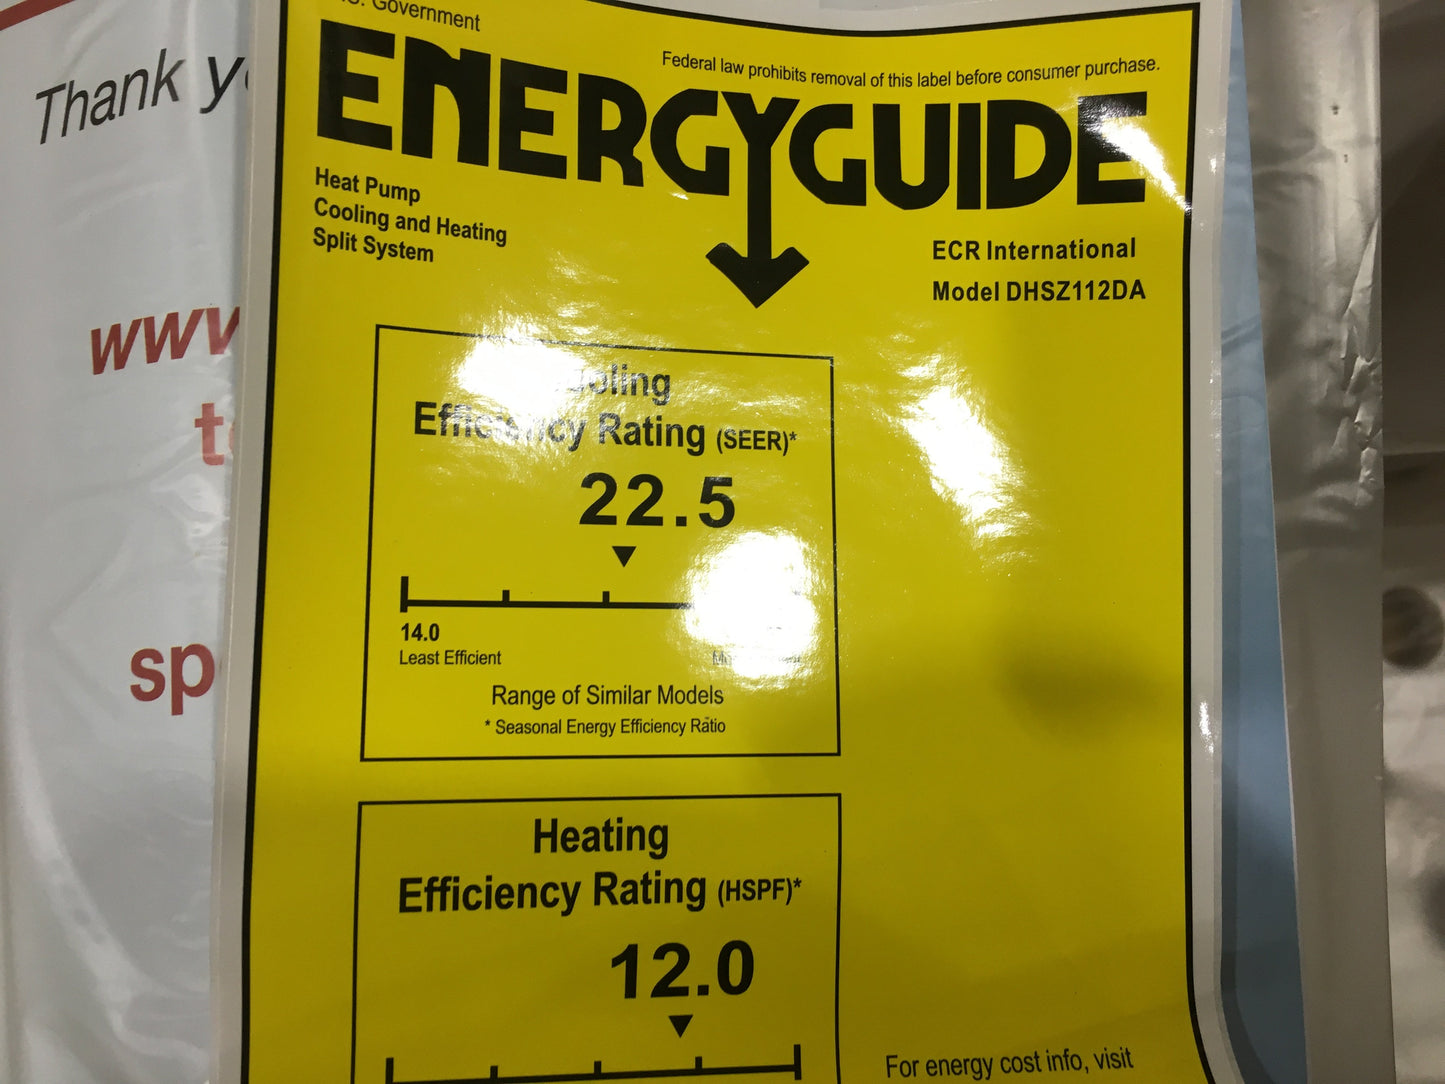 Government
Federal law prohibits removal of this label before consumer purchase.
ENERGYGUIDE
Heat Pump
Cooling and Heating
Split System
ECR International
Model DHSZ112DA
Cooling
Efficiency Rating (SEER)*
22.5
14.0
Least Efficient
Range of Similar Models
* Seasonal Energy Efficiency Ratio
Heating
Efficiency Rating (HSPF)*
12.0
For energy cost info, visit
Thank
www.
sp